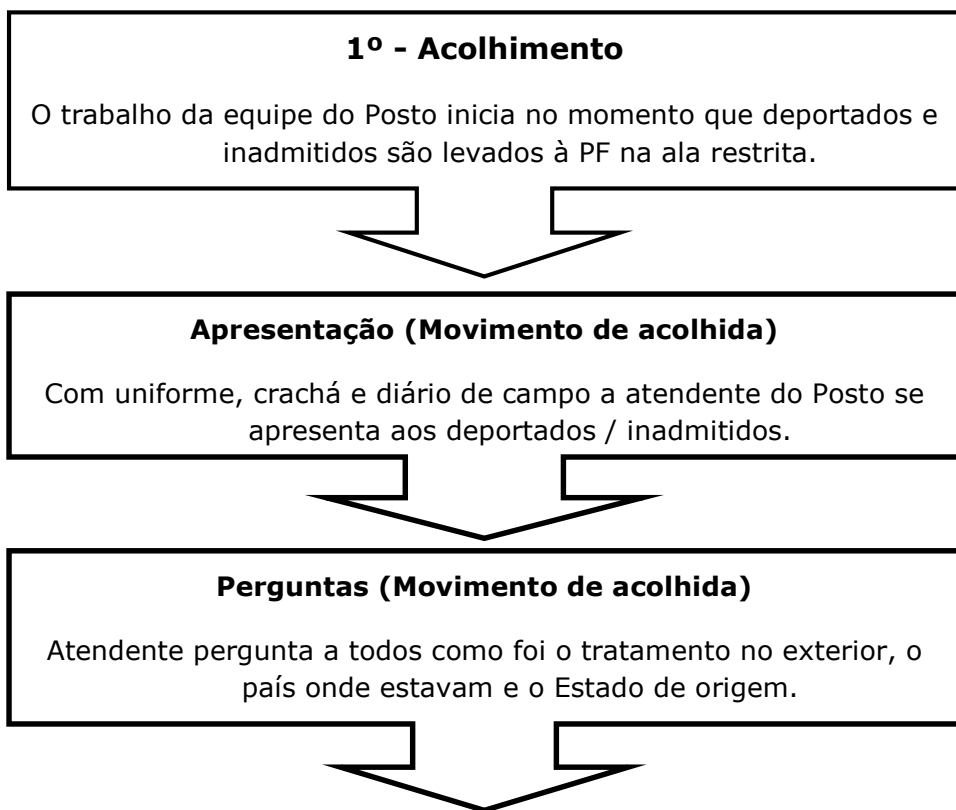 1º - Acolhimento
O trabalho da equipe do Posto inicia no momento que deportados e
inadmitidos são levados à PF na ala restrita.
Apresentação (Movimento de acolhida)
Com uniforme, crachá e diário de campo a atendente do Posto se
apresenta aos deportados / inadmitidos.
Perguntas (Movimento de acolhida)
Atendente pergunta a todos como foi o tratamento no exterior, o
país onde estavam e o Estado de origem.